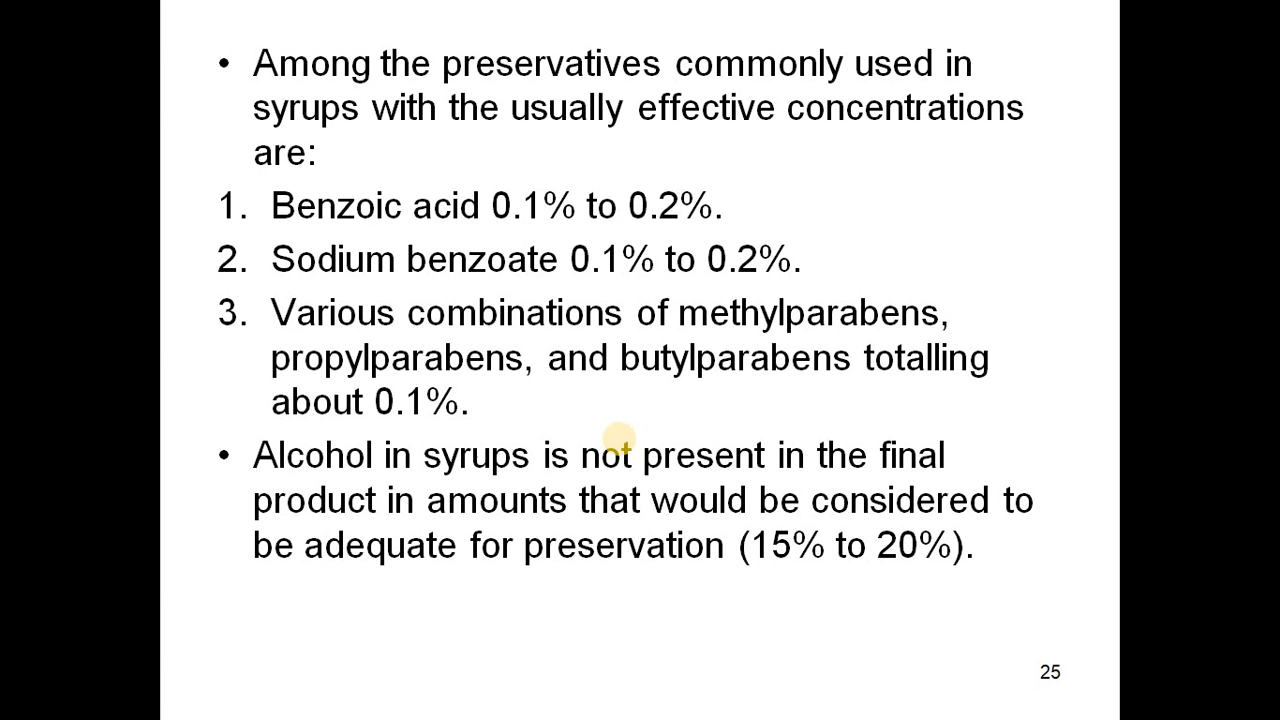 • Among the preservatives commonly used in
syrups with the usually effective concentrations
are:
1. Benzoic acid 0.1% to 0.2%.
2. Sodium benzoate 0.1% to 0.2%.
3. Various combinations of methylparabens,
propylparabens, and butylparabens totalling
about 0.1%.
• Alcohol in syrups is not present in the final
product in amounts that would be considered to
be adequate for preservation (15% to 20%).
25